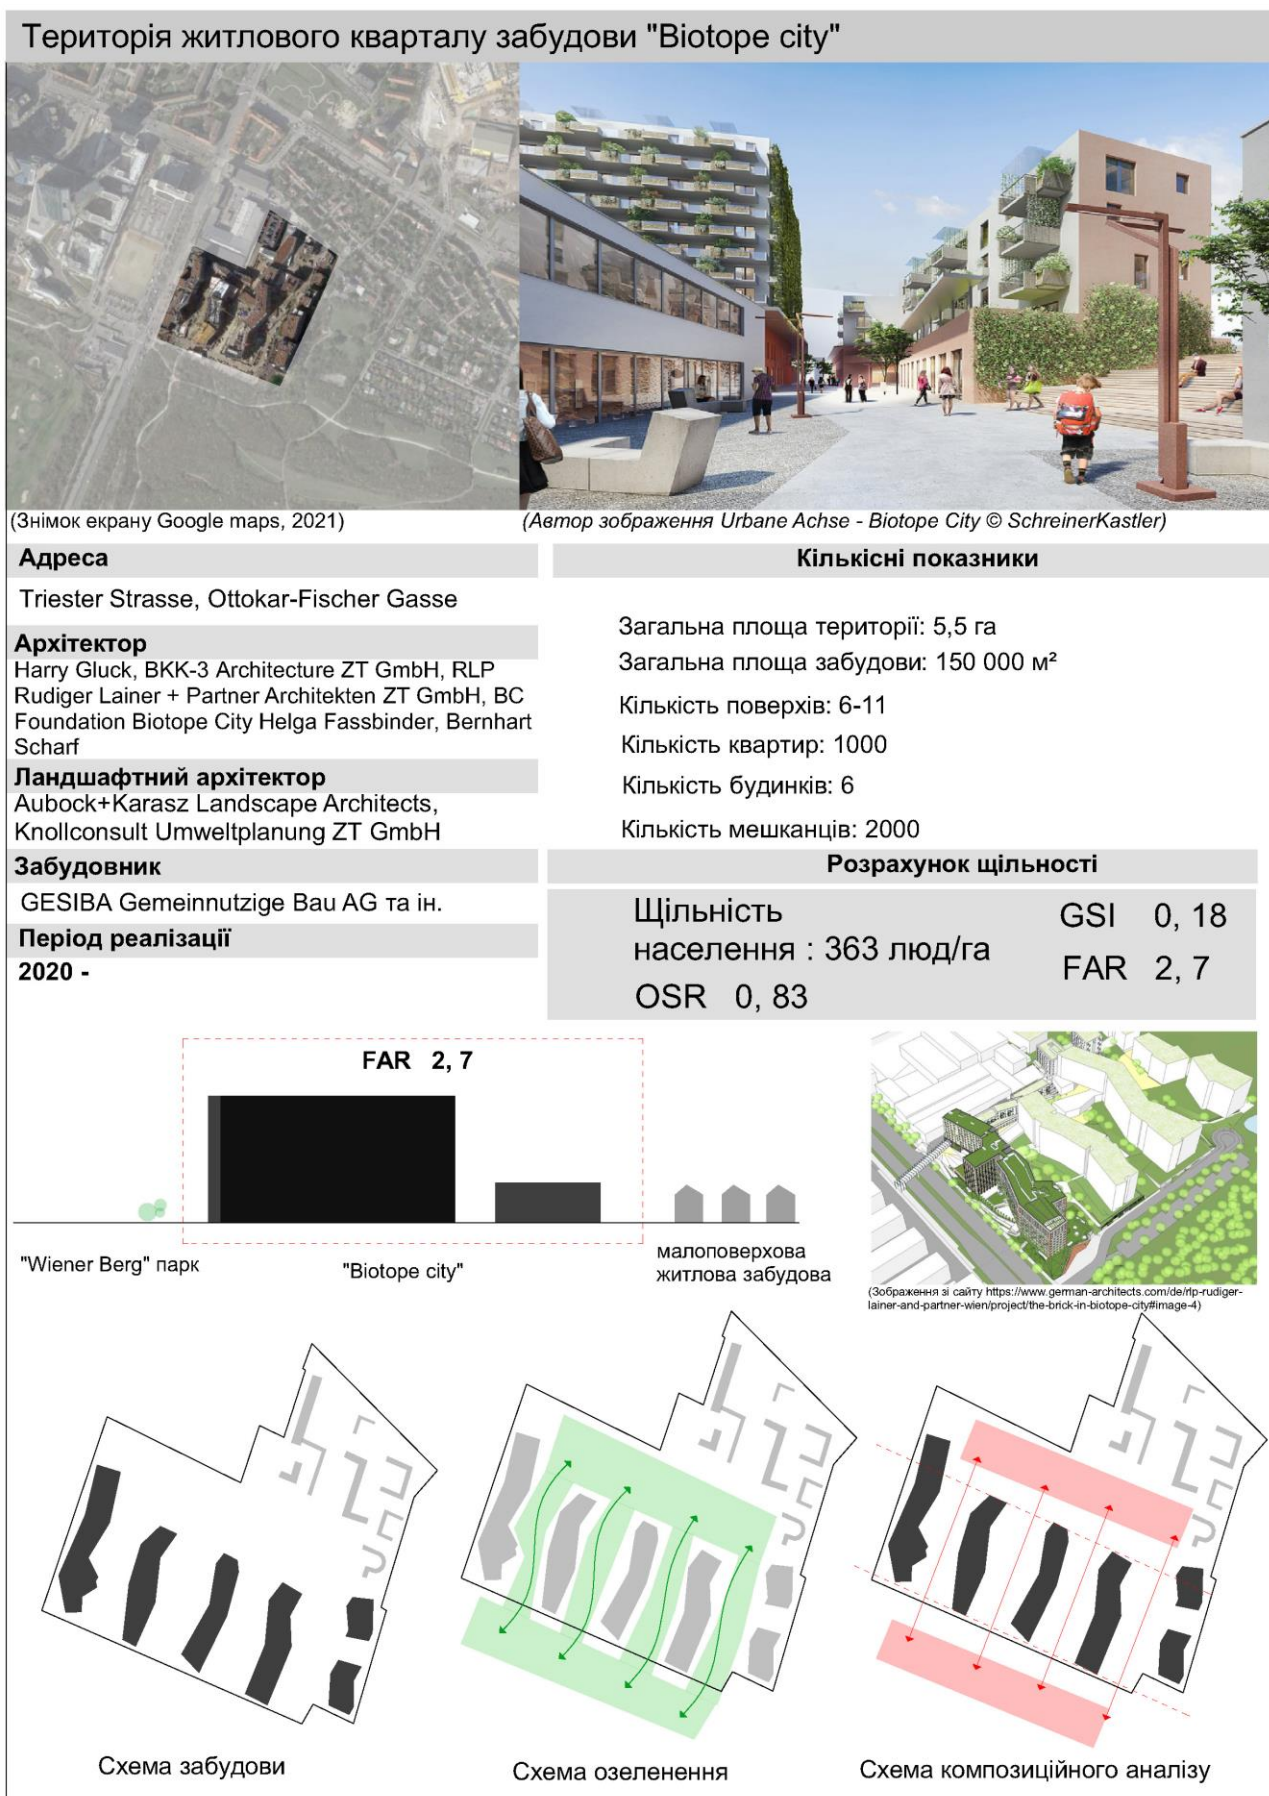 Територія житлового кварталу забудови "Biotope city"
(Знімок екрану Google maps, 2021)
(Автор зображення Urbane Achse - Biotope City © SchreinerKastler)
Адреса
Triester Strasse, Ottokar-Fischer Gasse
Архітектор
Harry Gluck, BKK-3 Architecture ZT GmbH, RLP
Rudiger Lainer + Partner Architekten ZT GmbH, BC
Foundation Biotope City Helga Fassbinder, Bernhart
Scharf
Ландшафтний архітектор
Aubock+Karasz Landscape Architects,
Knollconsult Umweltplanung ZT GmbH
Забудовник
GESIBA Gemeinnutzige Bau AG та ін.
Період реалізації
2020 -
Кількісні показники
Загальна площа території: 5,5 га
Загальна площа забудови: 150 000 м²
Кількість поверхів: 6-11
Кількість квартир: 1000
Кількість будинків: 6
Кількість мешканців: 2000
Розрахунок щільності
Щільність
населення : 363 люд/га
OSR 0, 83
GSI 0, 18
FAR 2, 7
FAR 2, 7
"Wiener Berg" парк
"Biotope city"
малоповерхова
житлова забудова
(Зображення зі сайту https://www.german-architects.com/de/rlp-rudiger-
lainer-and-partner-wien/project/the-brick-in-biotope-city#image-4)
Схема забудови
Схема озеленення
Схема композиційного аналізу